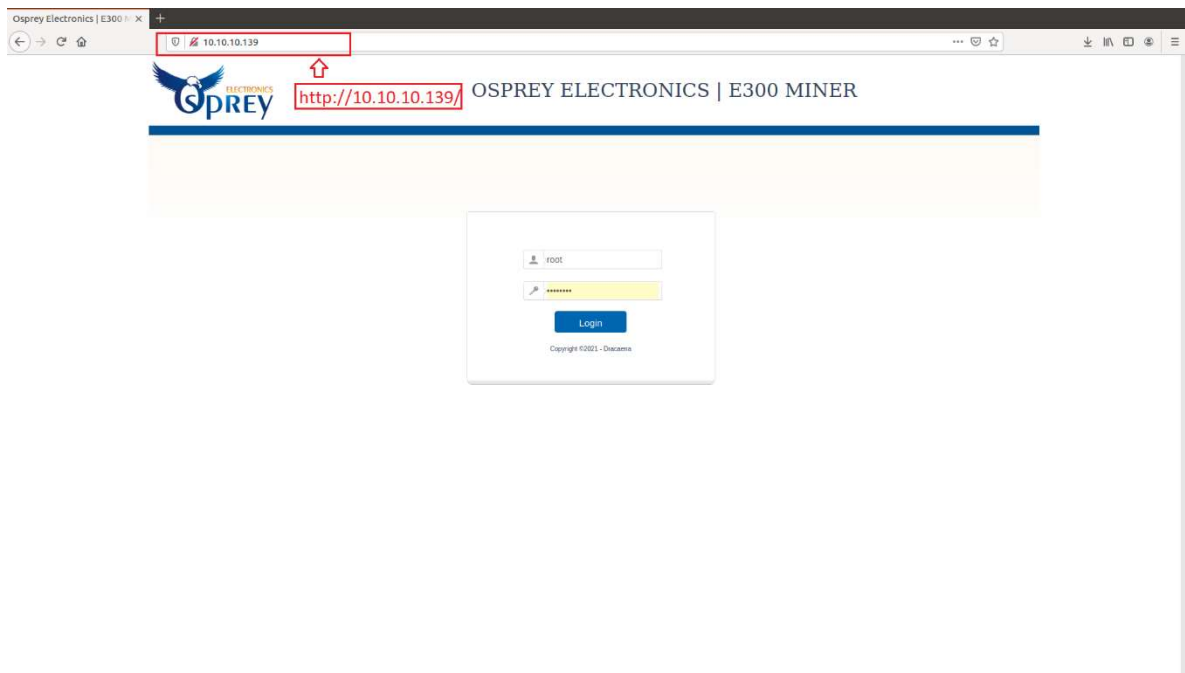 Osprey Electronics | E300 M
10.10.10.139
http://10.10.10.139/
ELECTRONICS
OSPREY
OSPREY ELECTRONICS | E300 MINER
root
••••••••
Login
Copyright ©2021 - Dracaena